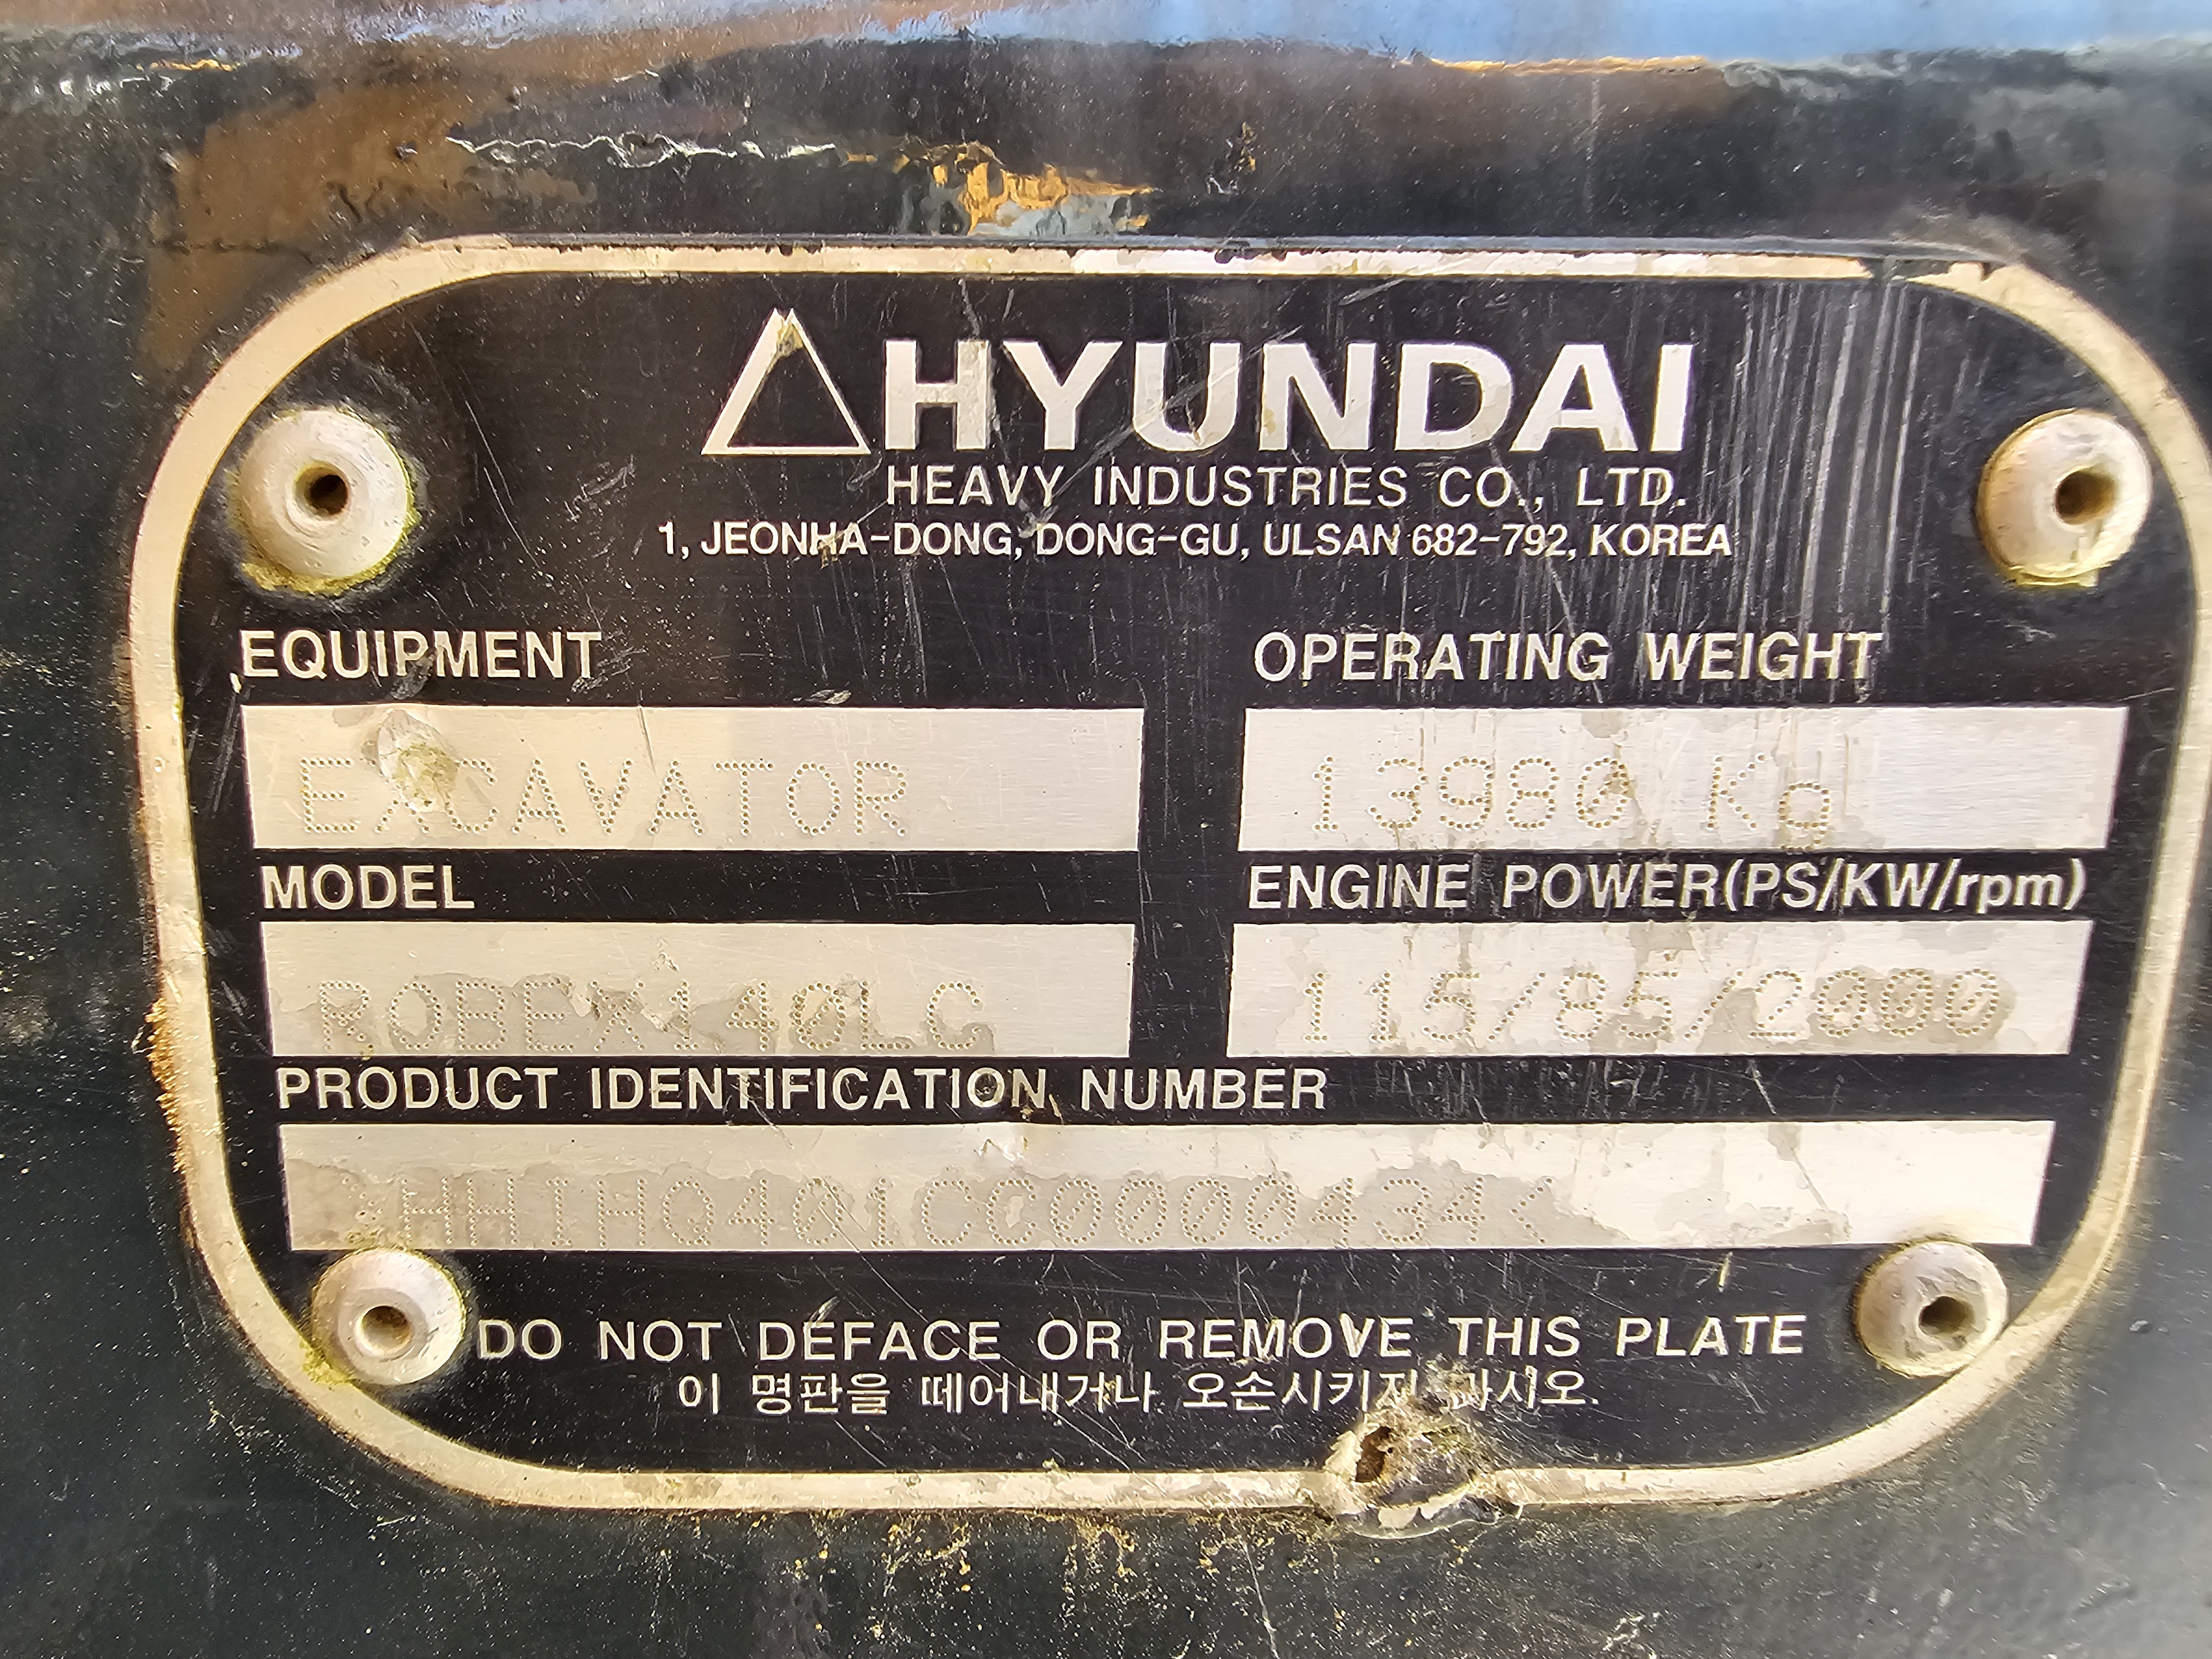 HYUNDAI
HEAVY INDUSTRIES CO., LTD.
1, JEONHA-DONG, DONG-GU, ULSAN 682-792, KOREA
EQUIPMENT
OPERATING WEIGHT
EXCAVATOR
13980 Kg
MODEL
ENGINE POWER(PS/KW/rpm)
ROBEX140LC
115/85/2000
PRODUCT IDENTIFICATION NUMBER
>HHIHQ401CC0000434<
DO NOT DEFACE OR REMOVE THIS PLATE
이 명판을 떼어내거나 오손시키지 마시오.